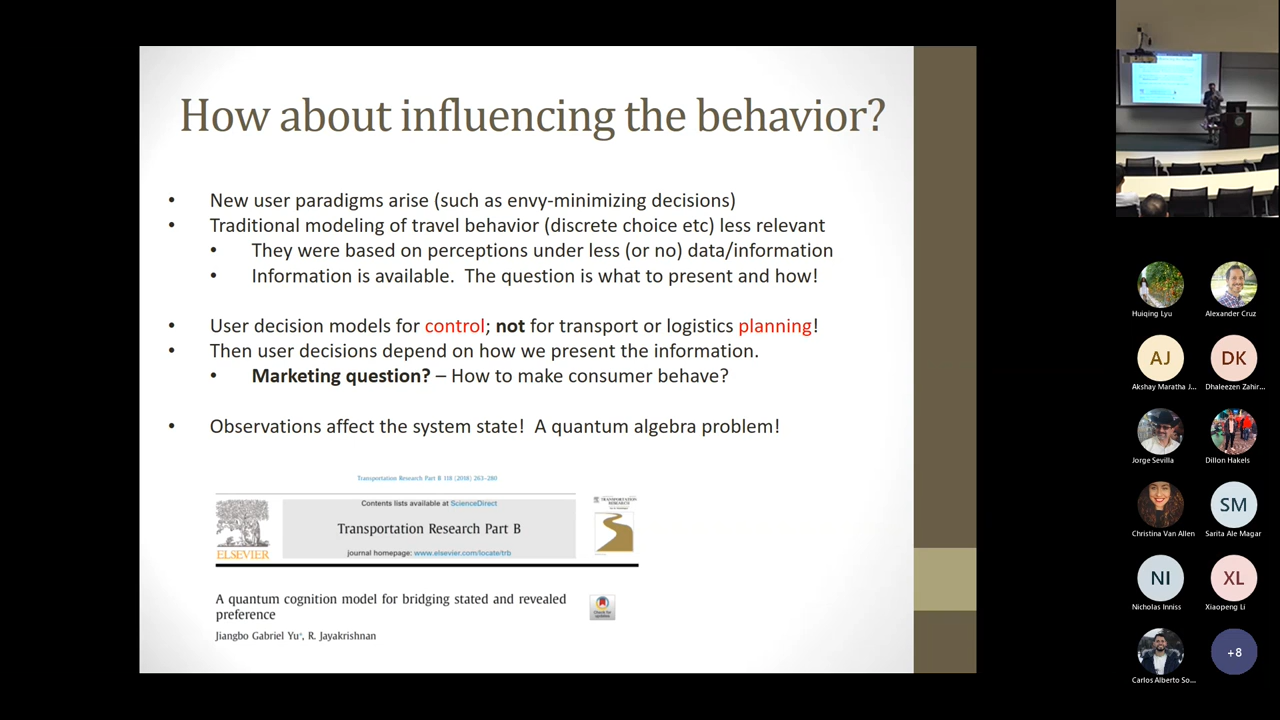 How about influencing the behavior?
• New user paradigms arise (such as envy-minimizing decisions)
• Traditional modeling of travel behavior (discrete choice etc) less relevant
• They were based on perceptions under less (or no) data/information
• Information is available. The question is what to present and how!
• User decision models for control; not for transport or logistics planning!
• Then user decisions depend on how we present the information.
• Marketing question? – How to make consumer behave?
• Observations affect the system state! A quantum algebra problem!
Transportation Research Part B 118 (2018) 263–280
Contents lists available at ScienceDirect
Transportation Research Part B
journal homepage: www.elsevier.com/locate/trb
ELSEVIER
TRANSPORTATION
RESEARCH
A quantum cognition model for bridging stated and revealed
preference
Check for
updates
Jiangbo Gabriel Yu*, R. Jayakrishnan
Huiqing Lyu
Alexander Cruz
AJ
DK
Akshay Maratha J...
Dhaleezen Zahir...
Jorge Sevilla
Dillon Hakels
SM
Christina Van Allen
Sarita Ale Magar
NI
XL
Nicholas Inniss
Xiaopeng Li
+8
Carlos Alberto So...